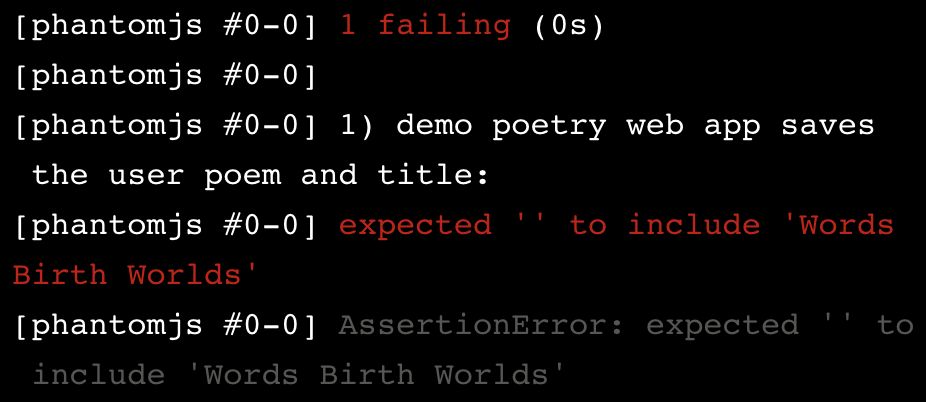 [phantomjs #0-0] 1 failing (0s)
[phantomjs #0-0]
[phantomjs #0-0] 1) demo poetry web app saves
the user poem and title:
[phantomjs #0-0] expected '' to include 'Words
Birth Worlds'
[phantomjs #0-0] AssertionError: expected '' to
include 'Words Birth Worlds'